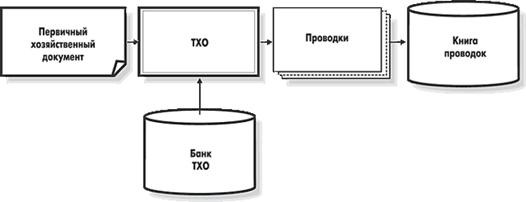 Первичный
хозяйственный
документ
ТХО
Проводки
Книга
проводок
Банк
ТХО